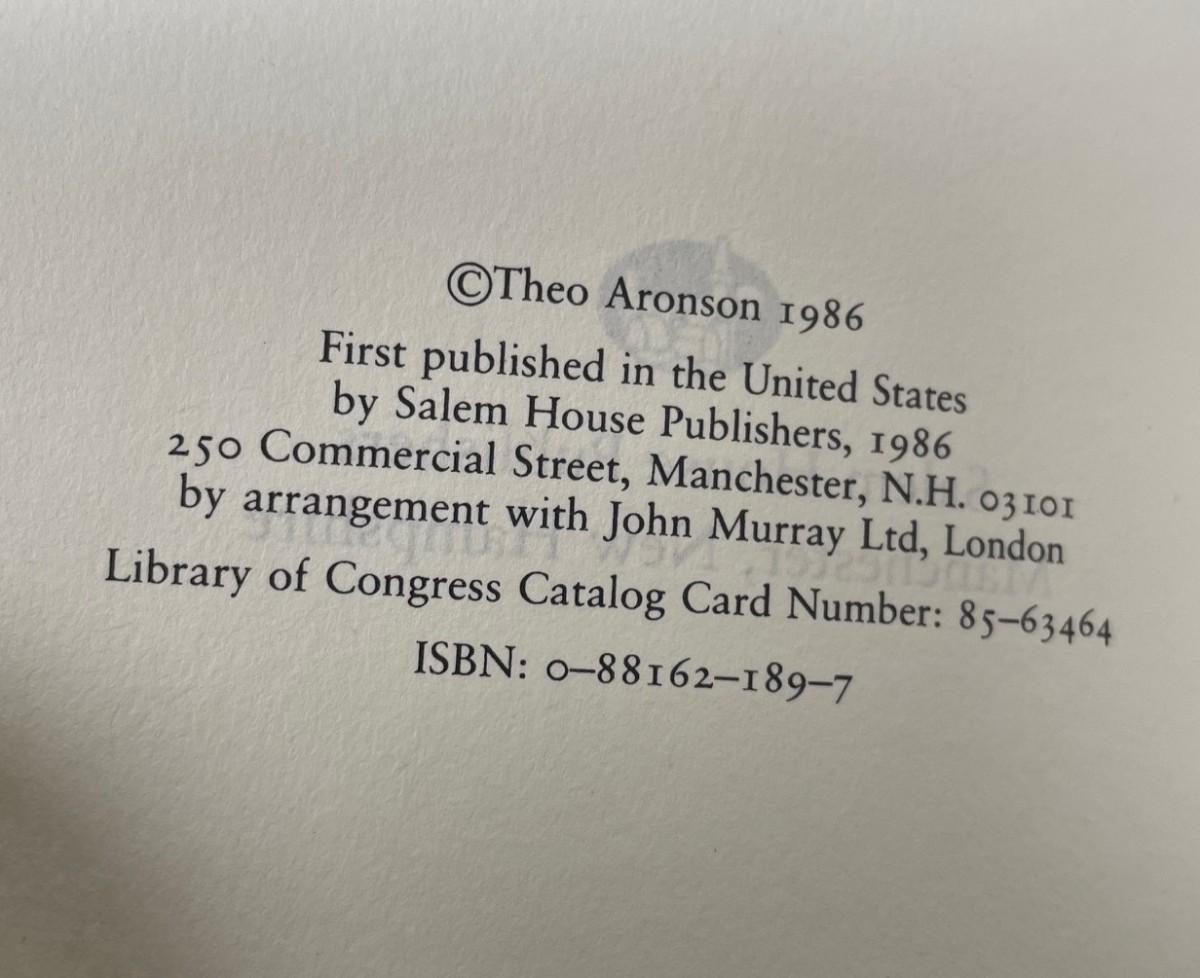 ©Theo Aronson 1986
First published in the United States
by Salem House Publishers, 1986
250 Commercial Street, Manchester, N.H. 03101
by arrangement with John Murray Ltd, London
Library of Congress Catalog Card Number: 85–63464
ISBN: 0–88162–189–7